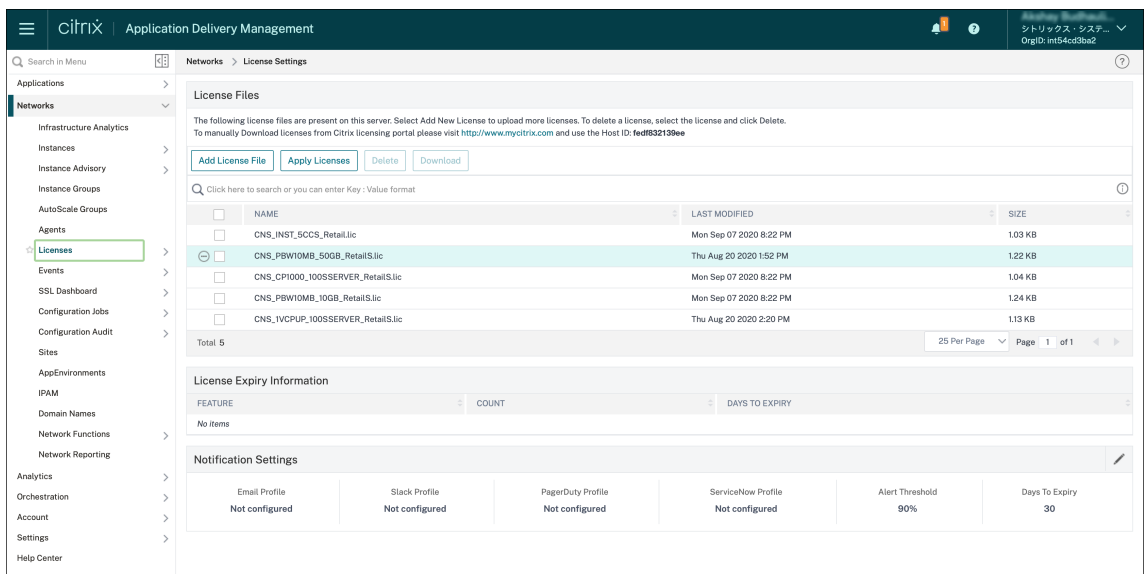 citrix | Application Delivery Management
1
?
シトリックス・システ...
OrgID: int54cd3ba2
Search in Menu
Networks > License Settings
?
Applications
Networks
Infrastructure Analytics
Instances
Instance Advisory
Instance Groups
AutoScale Groups
Agents
Licenses
Events
SSL Dashboard
Configuration Jobs
Configuration Audit
Sites
AppEnvironments
IPAM
Domain Names
Network Functions
Network Reporting
Analytics
Orchestration
Account
Settings
Help Center
License Files
The following license files are present on this server. Select Add New License to upload more licenses. To delete a license, select the license and click Delete.
To manually Download licenses from Citrix licensing portal please visit http://www.mycitrix.com and use the Host ID: fedf832139ee
Add License File Apply Licenses Delete Download
Click here to search or you can enter Key : Value format
NAME LAST MODIFIED SIZE
CNS_INST_5CCS_Retail.lic Mon Sep 07 2020 8:22 PM 1.03 KB
CNS_PBW10MB_50GB_RetailS.lic Thu Aug 20 2020 1:52 PM 1.22 KB
CNS_CP1000_100SSERVER_RetailS.lic Mon Sep 07 2020 8:22 PM 1.04 KB
CNS_PBW10MB_10GB_RetailS.lic Mon Sep 07 2020 8:22 PM 1.24 KB
CNS_1VCPUP_100SSERVER_RetailS.lic Thu Aug 20 2020 2:20 PM 1.13 KB
Total 5 25 Per Page Page 1 of 1
License Expiry Information
FEATURE COUNT DAYS TO EXPIRY
No items
Notification Settings
Email Profile Slack Profile PagerDuty Profile ServiceNow Profile Alert Threshold Days To Expiry
Not configured Not configured Not configured Not configured 90% 30